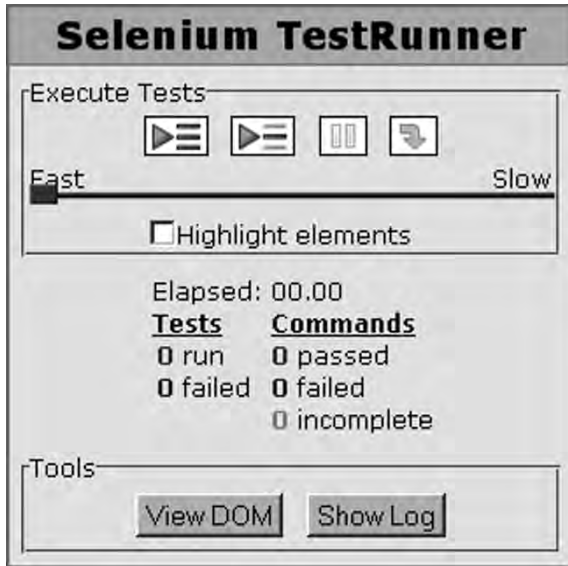 Selenium TestRunner
Execute Tests
Fast Slow
Highlight elements
Elapsed: 00.00
Tests Commands
0 run 0 passed
0 failed 0 failed
0 incomplete
Tools
View DOM Show Log